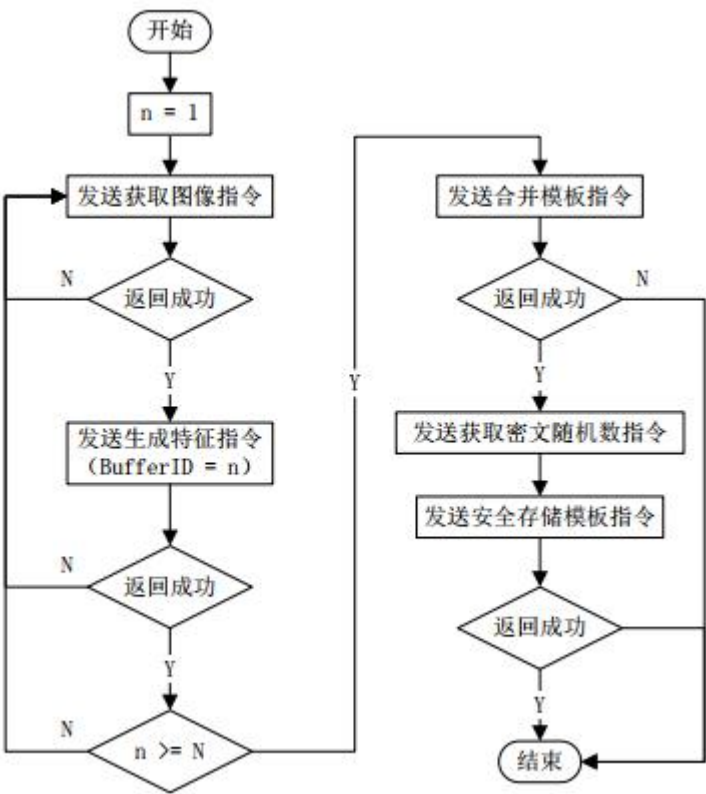 开始
n = 1
发送获取图像指令
返回成功
N
Y
发送生成特征指令
（BufferID = n）
返回成功
N
Y
n >= N
N
Y
发送合并模板指令
返回成功
N
Y
发送获取密文随机数指令
发送安全存储模板指令
返回成功
Y
结束